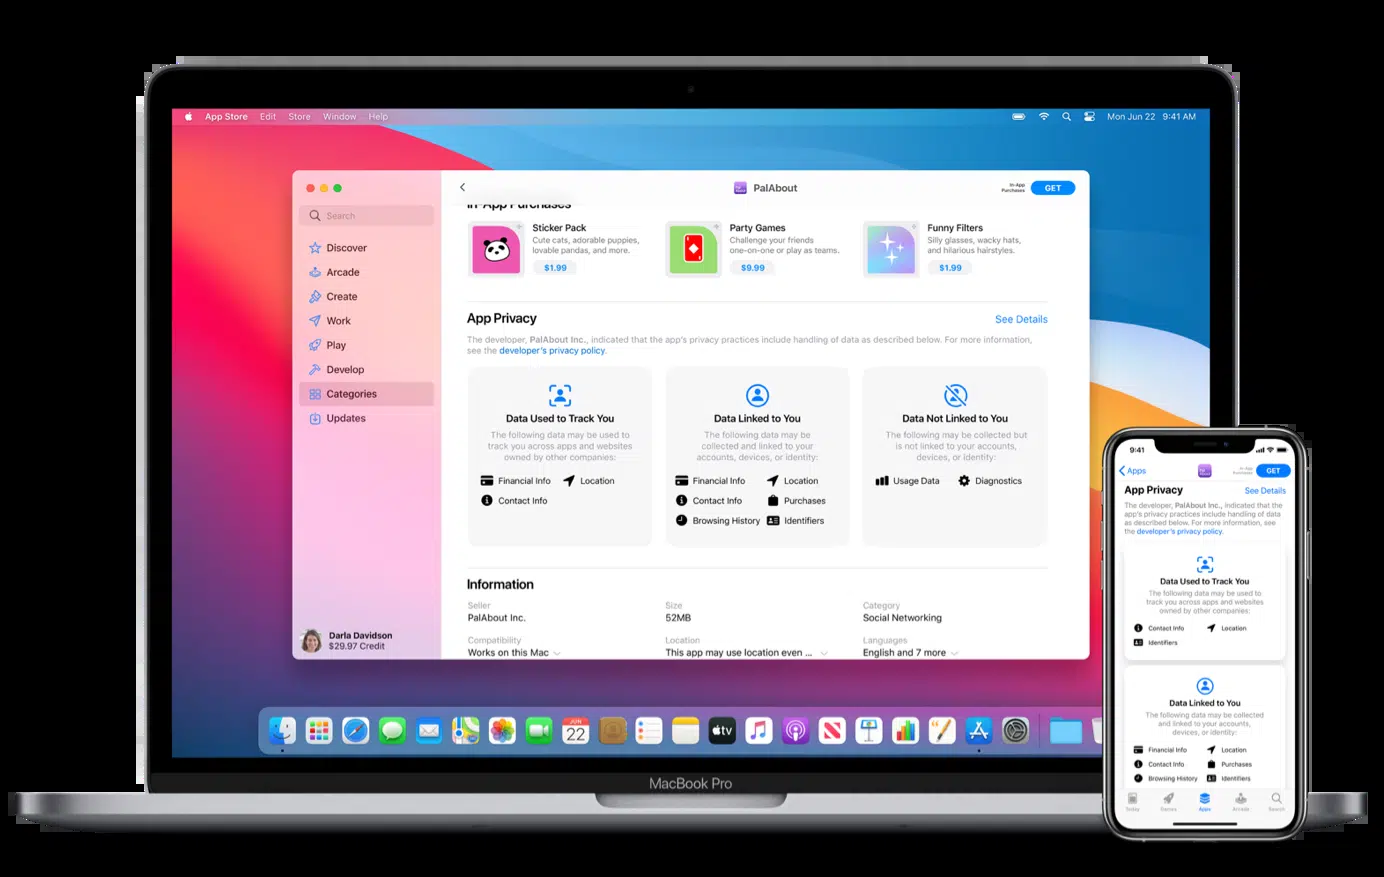 App Store Edit Store Window Help
Mon Jun 22 9:41 AM
Search
Discover
Arcade
Create
Work
Play
Develop
Categories
Updates
Darla Davidson
$29.97 Credit
PalAbout
In-App
Purchases
GET
In-App Purchases
Sticker Pack
Cute cats, adorable puppies,
lovable pandas, and more.
$1.99
Party Games
Challenge your friends
one-on-one or play as teams.
$9.99
Funny Filters
Silly glasses, wacky hats,
and hilarious hairstyles.
$1.99
App Privacy
See Details
The developer, PalAbout Inc., indicated that the app's privacy practices include handling of data as described below. For more information,
see the developer's privacy policy.
Data Used to Track You
The following data may be used to
track you across apps and websites
owned by other companies:
Financial Info Location
Contact Info
Data Linked to You
The following data may be
collected and linked to your
accounts, devices, or identity:
Financial Info Location
Contact Info Purchases
Browsing History Identifiers
Data Not Linked to You
The following may be collected but
is not linked to your accounts,
devices, or identity:
Usage Data Diagnostics
Information
Seller
PalAbout Inc.
Size
52MB
Category
Social Networking
Compatibility
Works on this Mac
Location
This app may use location even ...
Languages
English and 7 more
JUN
22
tv
MacBook Pro
9:41
Apps
In-App
Purchases
GET
App Privacy
See Details
The developer, PalAbout Inc., indicated that the
app's privacy practices include handling of data
as described below. For more information, see
the developer's privacy policy.
Data Used to Track You
The following data may be used to
track you across apps and websites
owned by other companies:
Contact Info Location
Identifiers
Data Linked to You
The following data may be collected
and linked to your accounts,
devices, or identity:
Financial Info Location
Contact Info Purchases
Browsing History Identifiers
Today Games Apps Arcade Search